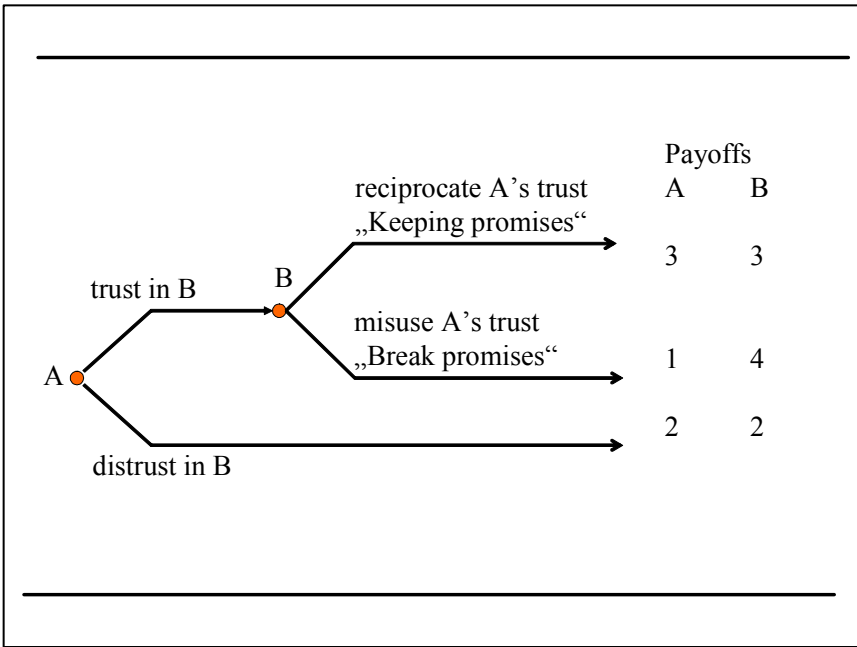 Payoffs
A B
reciprocate A’s trust
„Keeping promises“
3 3
B
trust in B
misuse A’s trust
„Break promises“
1 4
A
2 2
distrust in B